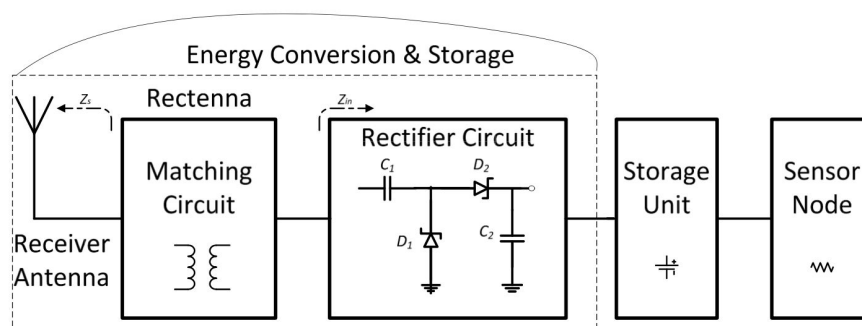 Energy Conversion & Storage
Zs
Rectenna
Zin
Matching
Circuit
Rectifier Circuit
C1
D2
D1
C2
Storage
Unit
Sensor
Node
Receiver
Antenna